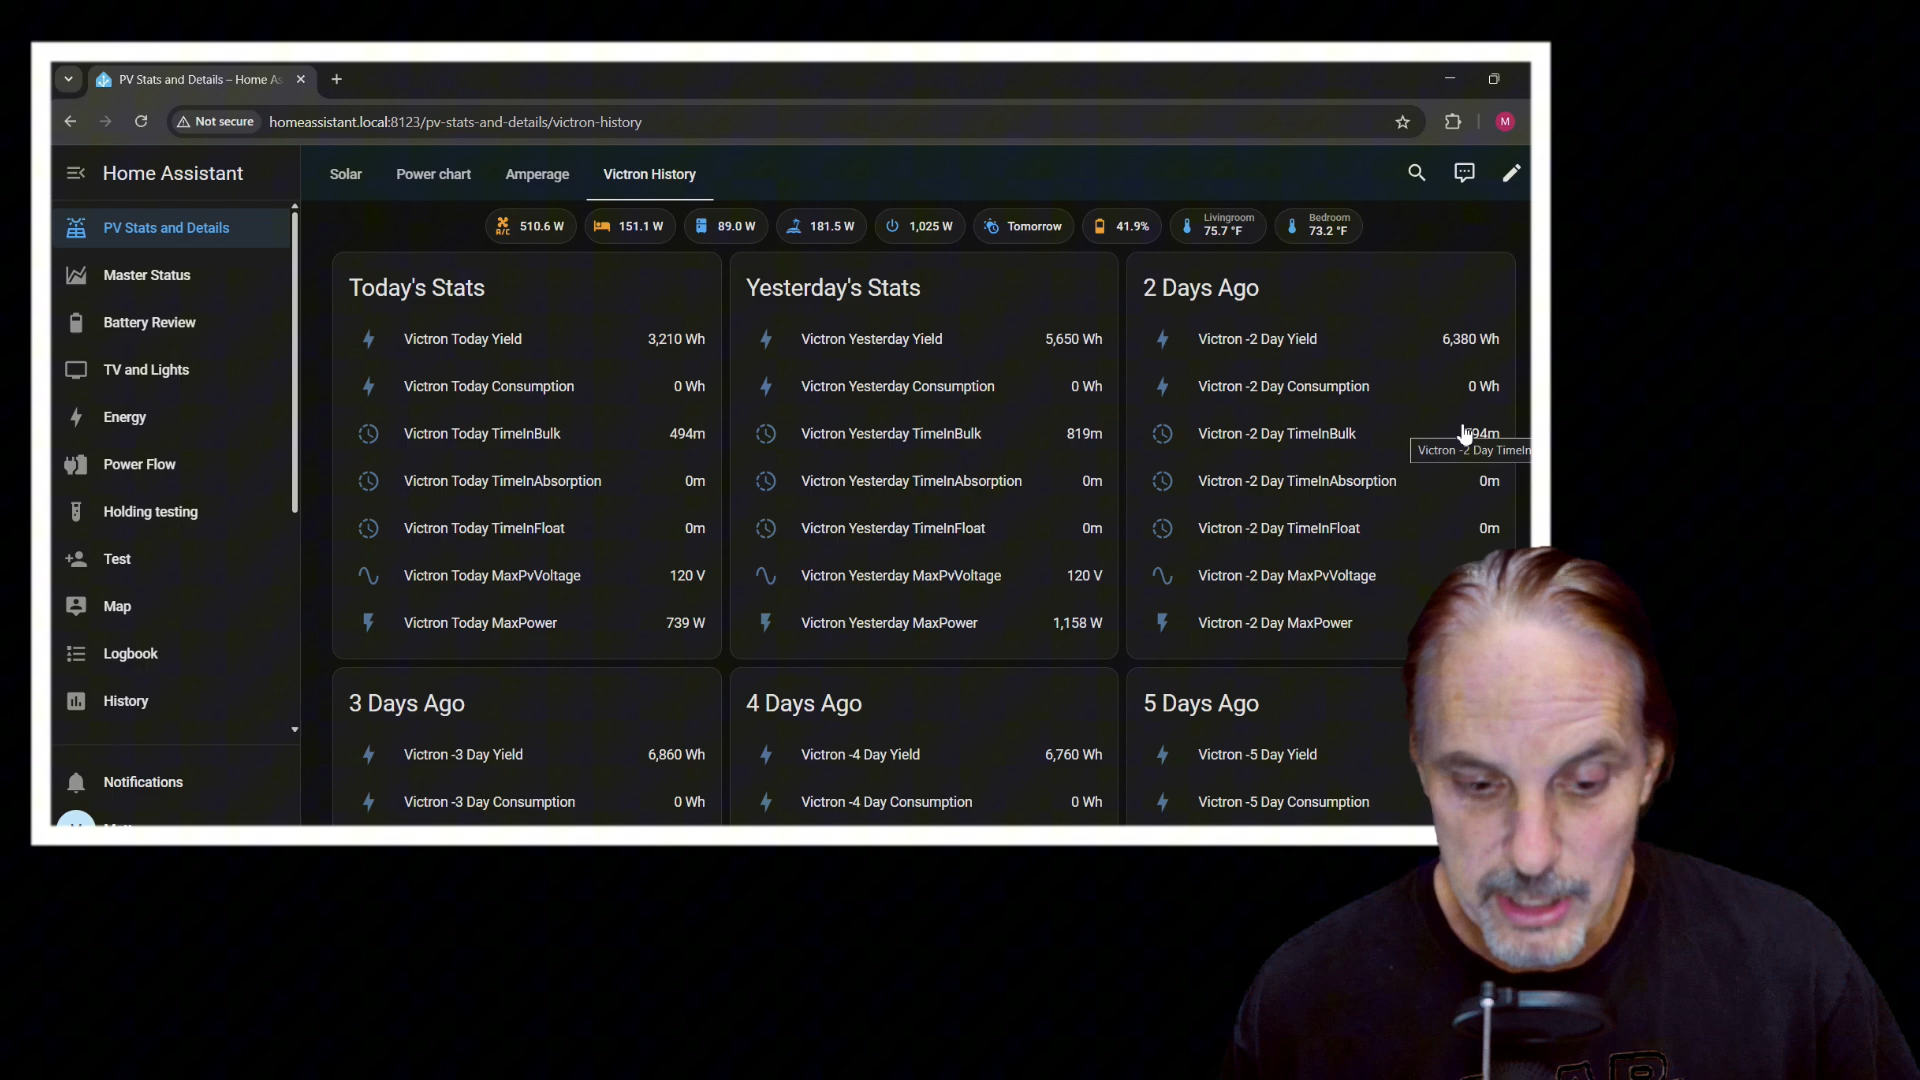 PV Stats and Details – Home As
Not secure
homeassistant.local:8123/pv-stats-and-details/victron-history
M
Home Assistant
Solar
Power chart
Amperage
Victron History
PV Stats and Details
Master Status
Battery Review
TV and Lights
Energy
Power Flow
Holding testing
Test
Map
Logbook
History
Notifications
A/C
510.6 W
151.1 W
89.0 W
181.5 W
1,025 W
Tomorrow
41.9%
Livingroom
75.7 °F
Bedroom
73.2 °F
Today's Stats
Victron Today Yield 3,210 Wh
Victron Today Consumption 0 Wh
Victron Today TimeInBulk 494m
Victron Today TimeInAbsorption 0m
Victron Today TimeInFloat 0m
Victron Today MaxPvVoltage 120 V
Victron Today MaxPower 739 W
Yesterday's Stats
Victron Yesterday Yield 5,650 Wh
Victron Yesterday Consumption 0 Wh
Victron Yesterday TimeInBulk 819m
Victron Yesterday TimeInAbsorption 0m
Victron Yesterday TimeInFloat 0m
Victron Yesterday MaxPvVoltage 120 V
Victron Yesterday MaxPower 1,158 W
2 Days Ago
Victron -2 Day Yield 6,380 Wh
Victron -2 Day Consumption 0 Wh
Victron -2 Day TimeInBulk
Victron -2 Day TimeIn
Victron -2 Day TimeInAbsorption 0m
Victron -2 Day TimeInFloat 0m
Victron -2 Day MaxPvVoltage
Victron -2 Day MaxPower
3 Days Ago
Victron -3 Day Yield 6,860 Wh
Victron -3 Day Consumption 0 Wh
4 Days Ago
Victron -4 Day Yield 6,760 Wh
Victron -4 Day Consumption 0 Wh
5 Days Ago
Victron -5 Day Yield
Victron -5 Day Consumption